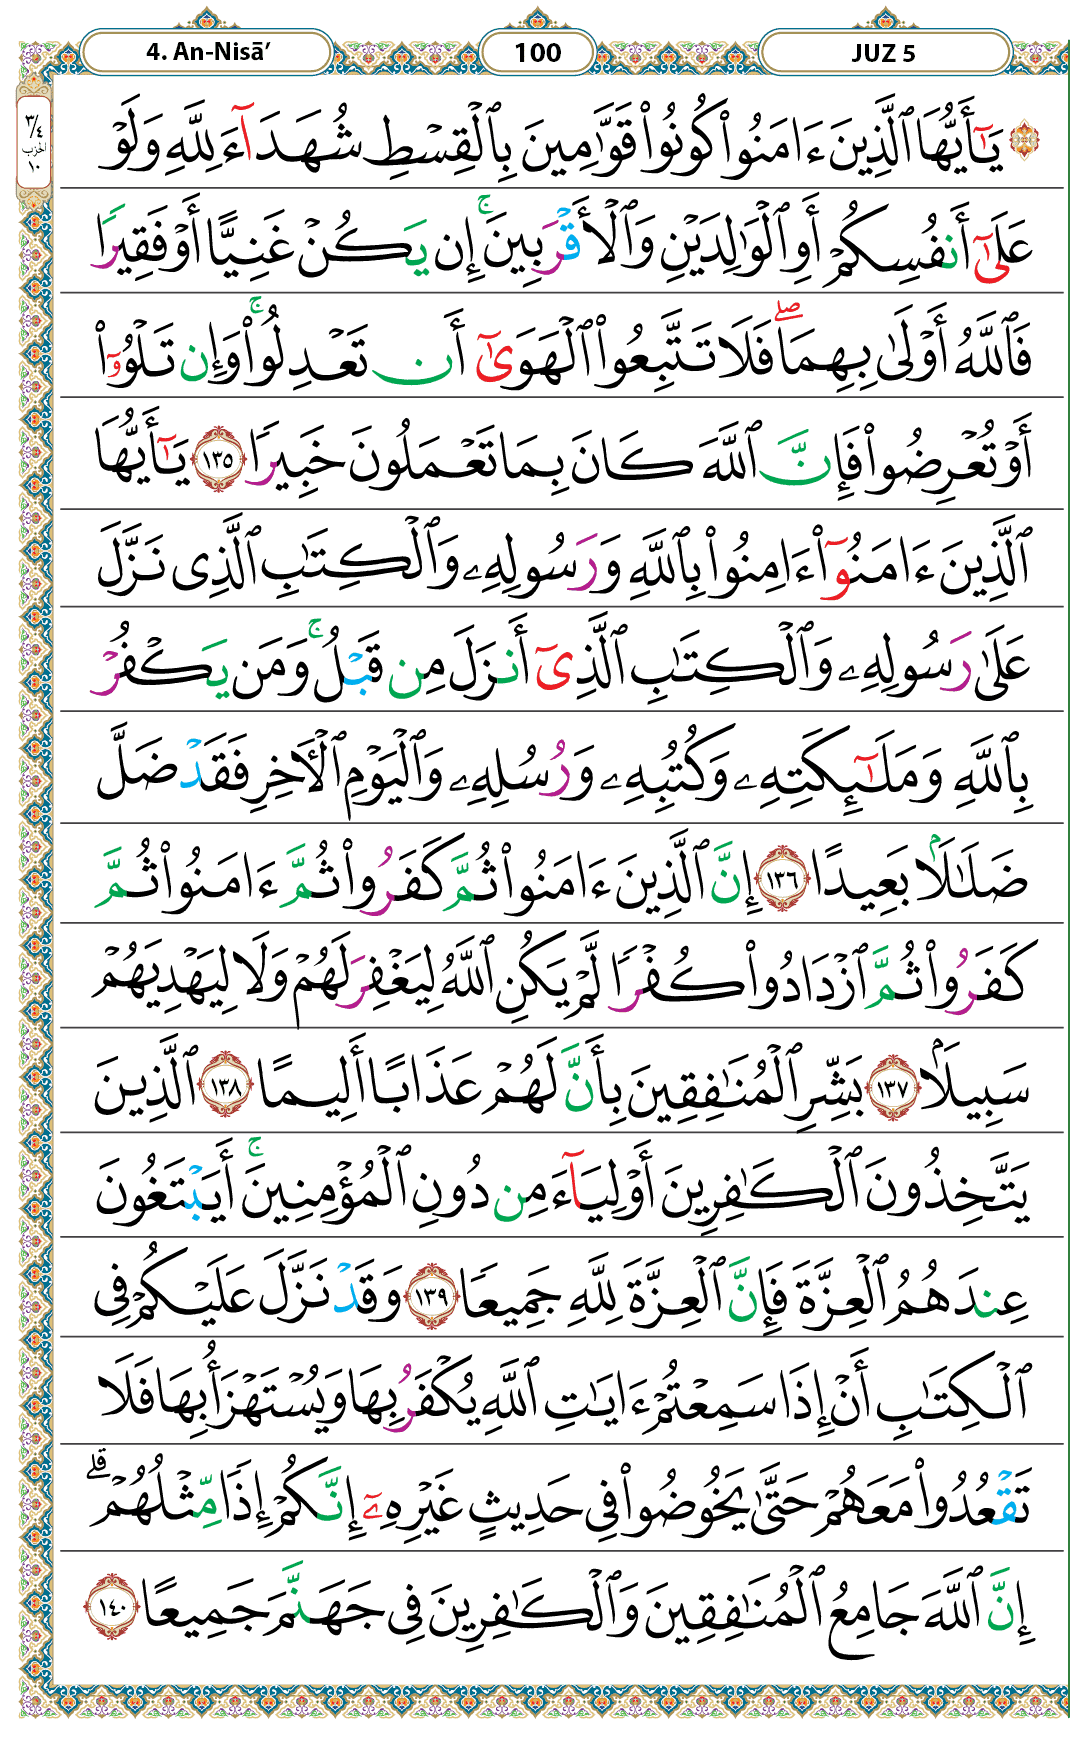 4. An-Nisā’
100
JUZ 5
٣/٤
الحزب
١٠
۞ يَٰٓأَيُّهَا ٱلَّذِينَ ءَامَنُوا۟ كُونُوا۟ قَوَّٰمِينَ بِٱلْقِسْطِ شُهَدَآءَ لِلَّهِ وَلَوْ
عَلَىٰٓ أَنفُسِكُمْ أَوِ ٱلْوَٰلِدَيْنِ وَٱلْأَقْرَبِينَ ۚ إِن يَكُنْ غَنِيًّا أَوْ فَقِيرًا
فَٱللَّهُ أَوْلَىٰ بِهِمَا ۖ فَلَا تَتَّبِعُوا۟ ٱلْهَوَىٰٓ أَن تَعْدِلُوا۟ ۚ وَإِن تَلْوُۥٓا۟
أَوْ تُعْرِضُوا۟ فَإِنَّ ٱللَّهَ كَانَ بِمَا تَعْمَلُونَ خَبِيرًا ١٣٥ يَٰٓأَيُّهَا
ٱلَّذِينَ ءَامَنُوٓا۟ ءَامِنُوا۟ بِٱللَّهِ وَرَسُولِهِۦ وَٱلْكِتَٰبِ ٱلَّذِى نَزَّلَ
عَلَىٰ رَسُولِهِۦ وَٱلْكِتَٰبِ ٱلَّذِىٓ أَنزَلَ مِن قَبْلُ ۚ وَمَن يَكْفُرْ
بِٱللَّهِ وَمَلَٰٓئِكَتِهِۦ وَكُتُبِهِۦ وَرُسُلِهِۦ وَٱلْيَوْمِ ٱلْـَٔاخِرِ فَقَدْ ضَلَّ
ضَلَٰلًۢا بَعِيدًا ١٣٦ إِنَّ ٱلَّذِينَ ءَامَنُوا۟ ثُمَّ كَفَرُوا۟ ثُمَّ ءَامَنُوا۟ ثُمَّ
كَفَرُوا۟ ثُمَّ ٱزْدَادُوا۟ كُفْرًا لَّمْ يَكُنِ ٱللَّهُ لِيَغْفِرَ لَهُمْ وَلَا لِيَهْدِيَهُمْ
سَبِيلًۢا ١٣٧ بَشِّرِ ٱلْمُنَٰفِقِينَ بِأَنَّ لَهُمْ عَذَابًا أَلِيمًا ١٣٨ ٱلَّذِينَ
يَتَّخِذُونَ ٱلْكَٰفِرِينَ أَوْلِيَآءَ مِن دُونِ ٱلْمُؤْمِنِينَ ۚ أَيَبْتَغُونَ
عِندَهُمُ ٱلْعِزَّةَ فَإِنَّ ٱلْعِزَّةَ لِلَّهِ جَمِيعًا ١٣٩ وَقَدْ نَزَّلَ عَلَيْكُمْ فِى
ٱلْكِتَٰبِ أَنْ إِذَا سَمِعْتُمْ ءَايَٰتِ ٱللَّهِ يُكْفَرُ بِهَا وَيُسْتَهْزَأُ بِهَا فَلَا
تَقْعُدُوا۟ مَعَهُمْ حَتَّىٰ يَخُوضُوا۟ فِى حَدِيثٍ غَيْرِهِۦٓ ۚ إِنَّكُمْ إِذًا مِّثْلُهُمْ ۗ
إِنَّ ٱللَّهَ جَامِعُ ٱلْمُنَٰفِقِينَ وَٱلْكَٰفِرِينَ فِى جَهَنَّمَ جَمِيعًا ١٤٠